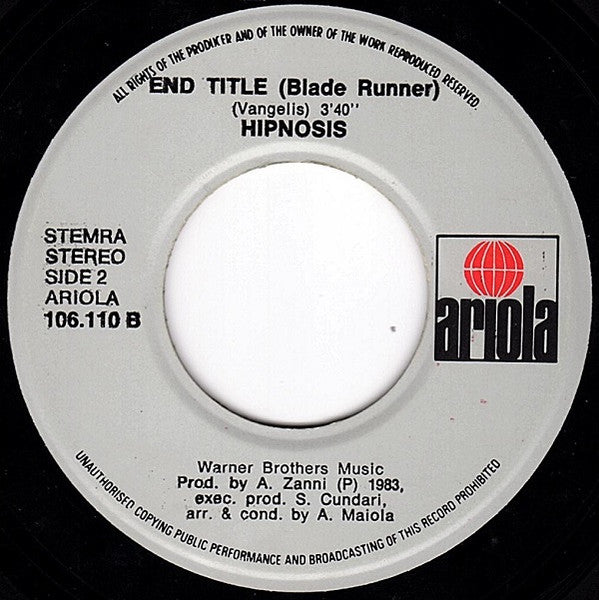 ALL RIGHTS OF THE PRODUCER AND OF THE OWNER OF THE WORK REPRODUCED RESERVED
END TITLE (Blade Runner)
(Vangelis) 3'40''
HIPNOSIS
STEMRA
STEREO
SIDE 2
ARIOLA
106.110 B
ariola
Warner Brothers Music
Prod. by A. Zanni (P) 1983,
exec. prod. S. Cundari,
arr. & cond. by A. Maiola
UNAUTHORISED COPYING PUBLIC PERFORMANCE AND BROADCASTING OF THIS RECORD PROHIBITED